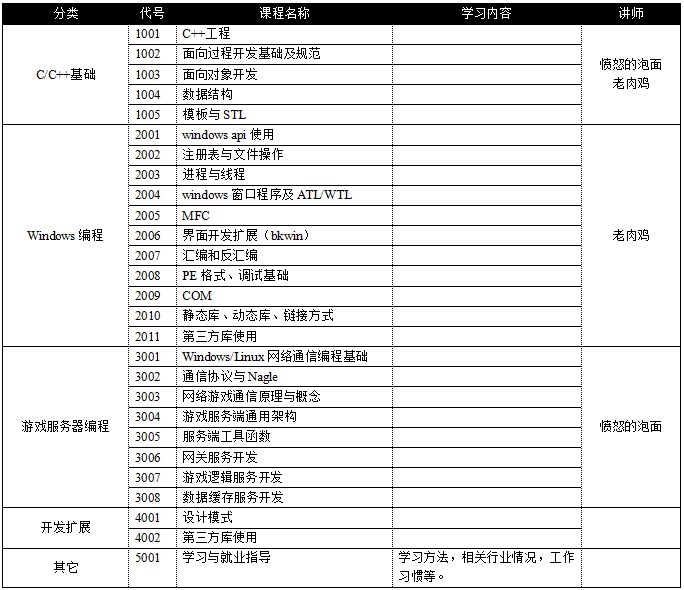 分类 代号 课程名称 学习内容 讲师
C/C++基础
1001 C++工程
1002 面向过程开发基础及规范
1003 面向对象开发
1004 数据结构
1005 模板与STL
愤怒的泡面
老肉鸡
Windows 编程
2001 windows api 使用
2002 注册表与文件操作
2003 进程与线程
2004 windows 窗口程序及 ATL/WTL
2005 MFC
2006 界面开发扩展（bkwin）
2007 汇编和反汇编
2008 PE 格式、调试基础
2009 COM
2010 静态库、动态库、链接方式
2011 第三方库使用
老肉鸡
游戏服务器编程
3001 Windows/Linux 网络通信编程基础
3002 通信协议与 Nagle
3003 网络游戏通信原理与概念
3004 游戏服务端通用架构
3005 服务端工具函数
3006 网关服务开发
3007 游戏逻辑服务开发
3008 数据缓存服务开发
愤怒的泡面
开发扩展
4001 设计模式
4002 第三方库使用
其它
5001 学习与就业指导
学习方法，相关行业情况，工作
习惯等。